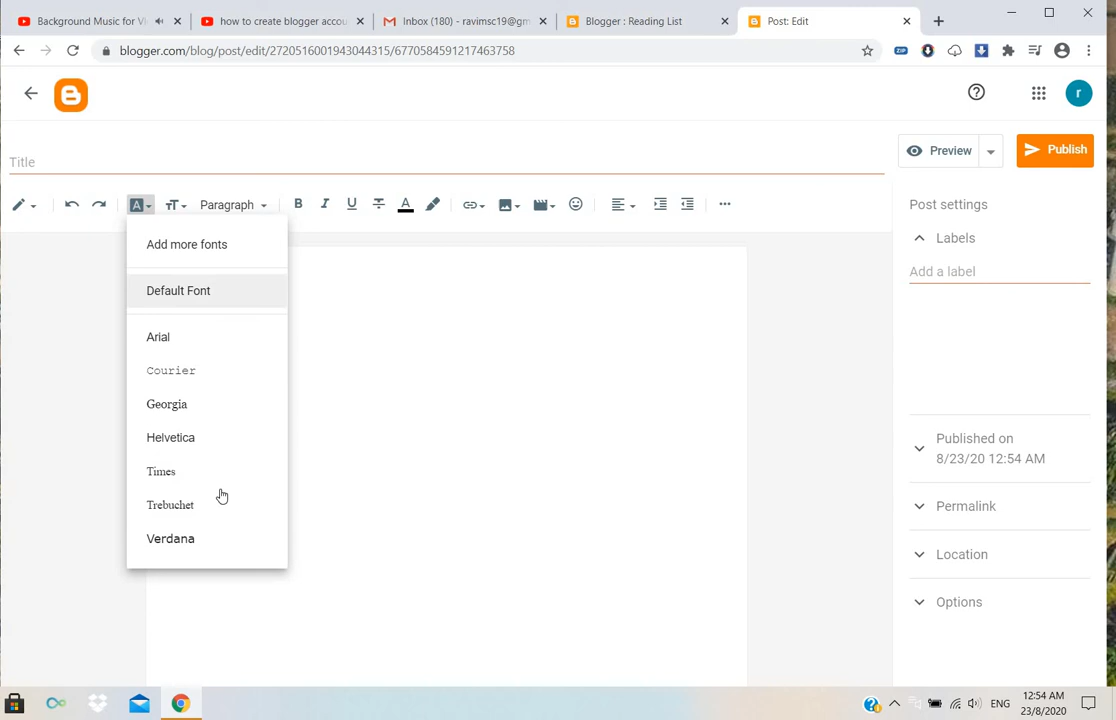 Background Music for Vi
how to create blogger accou
Inbox (180) - ravimsc19@gm
Blogger : Reading List
Post: Edit
blogger.com/blog/post/edit/2720516001943044315/6770584591217463758
ZIP
r
Title
Preview
Publish
A
Paragraph
B
I
U
A
Post settings
Add more fonts
Labels
Add a label
Default Font
Arial
Courier
Georgia
Helvetica
Times
Trebuchet
Verdana
Published on
8/23/20 12:54 AM
Permalink
Location
Options
ENG
12:54 AM
23/8/2020